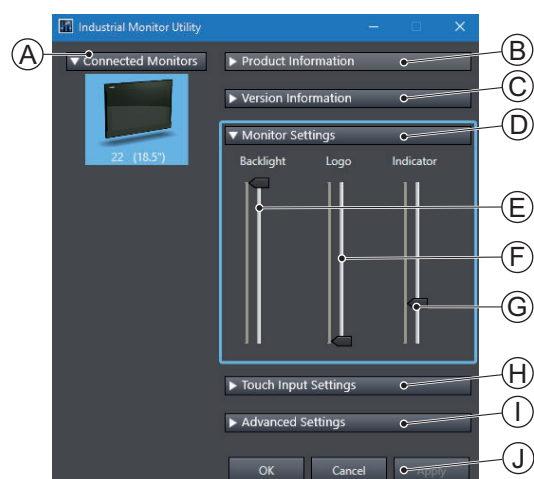 Industrial Monitor Utility
A
Connected Monitors
22 (18.5")
Product Information
B
Version Information
C
Monitor Settings
D
Backlight Logo Indicator
E
F
G
Touch Input Settings
H
Advanced Settings
I
OK Cancel Apply
J